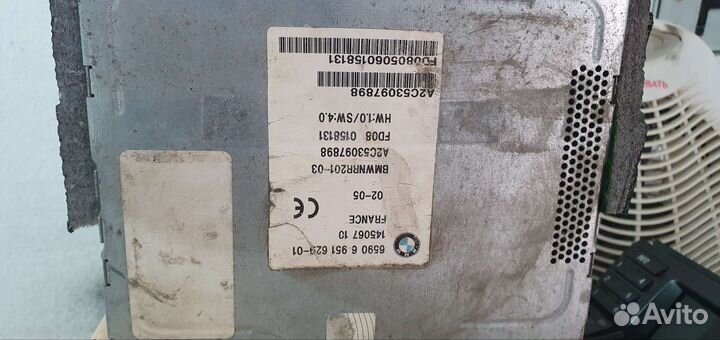 6590 6 951 629-01
145067 10
FRANCE
02-05
CE
BMWNRR201-03
A2C53097898
FD08 0158131
HW:1.0/SW:4.0
A2C53097898
FD0805060158131
Avito